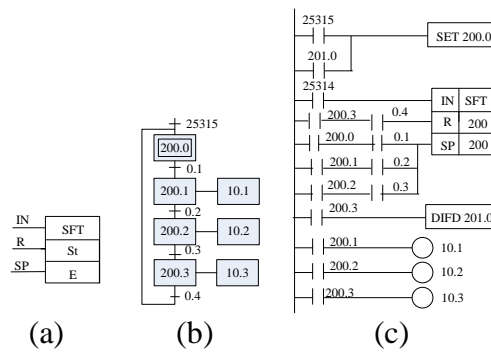 IN
SFT
R
St
SP
E
(a)
25315
200.0
0.1
200.1 10.1
0.2
200.2 10.2
0.3
200.3 10.3
0.4
(b)
25315
SET 200.0
201.0
25314
IN SFT
200.3 0.4
R 200
200.0 0.1
SP 200
200.1 0.2
200.2 0.3
200.3
DIFD 201.0
200.1 10.1
200.2 10.2
200.3 10.3
(c)